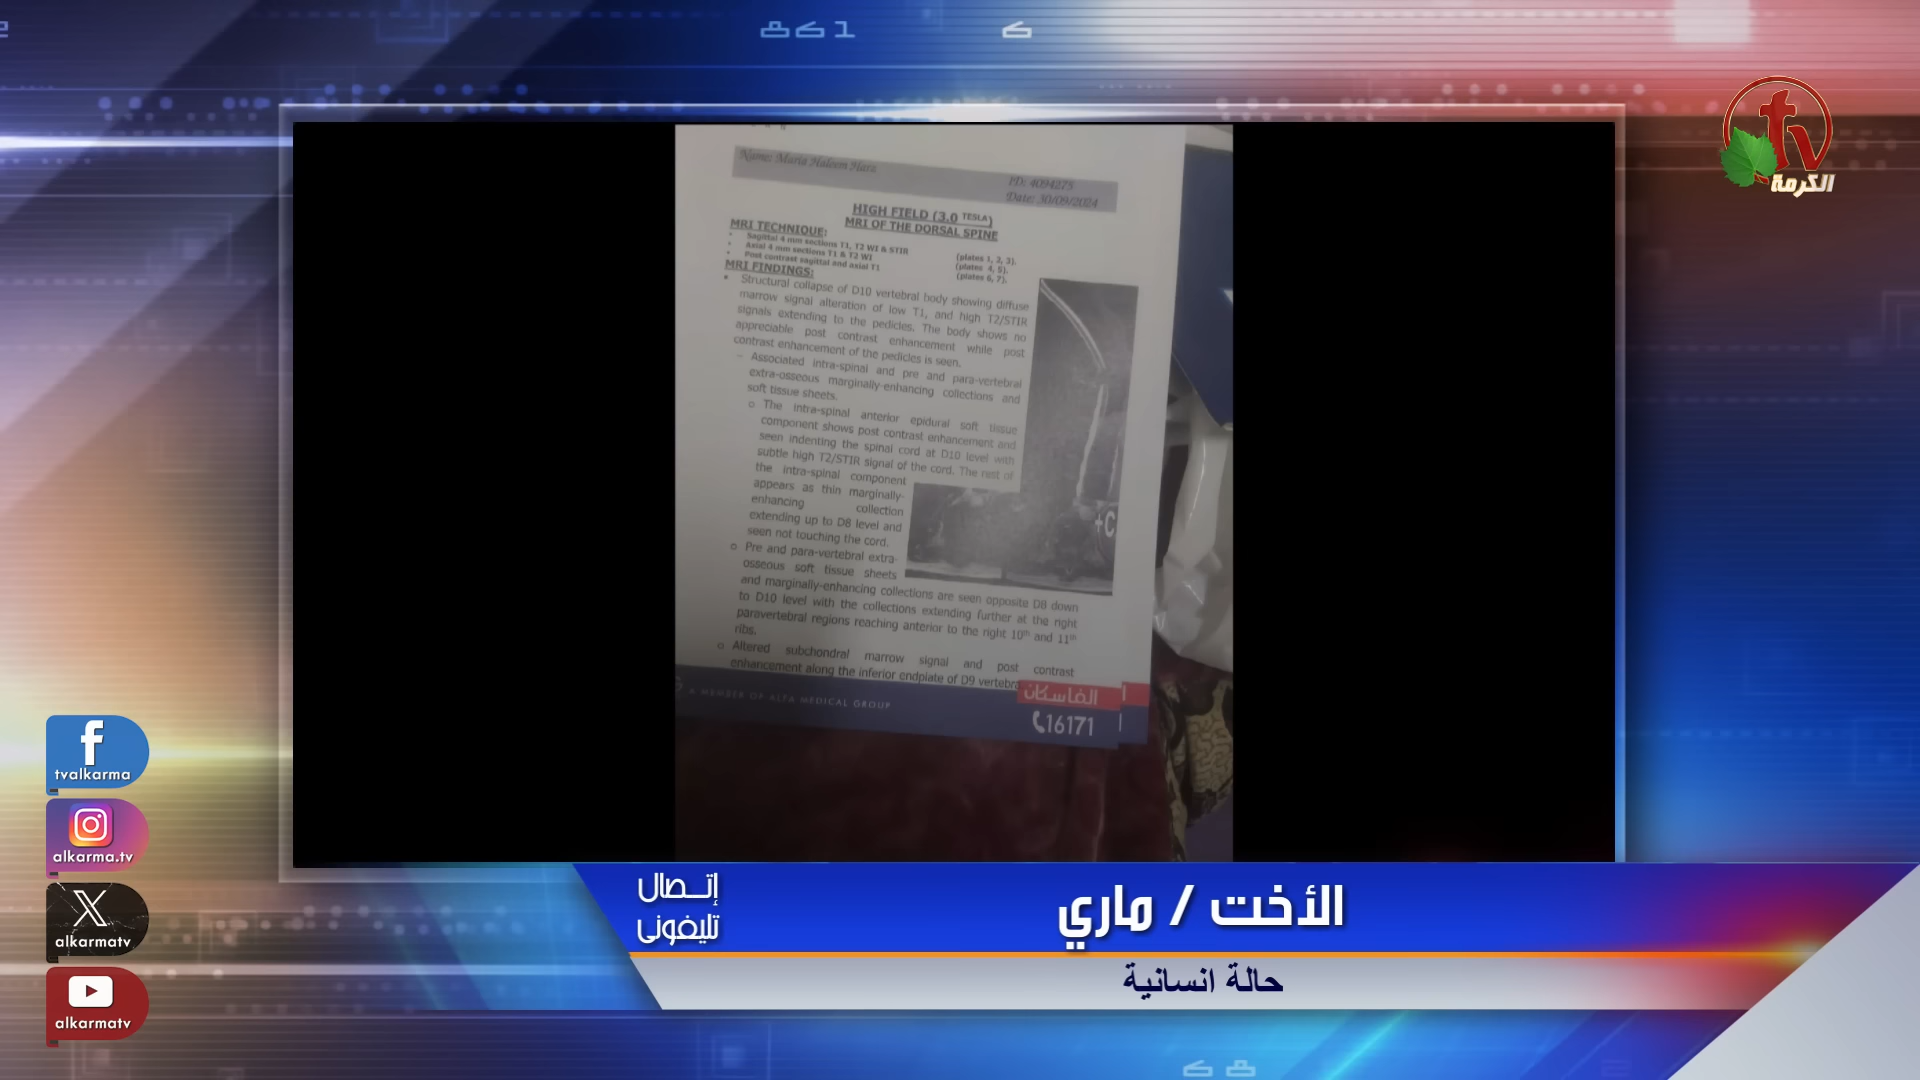 tv
الكرمة
Name: Maria Haleem Hare
ID: 4094275
Date: 30/09/2024
HIGH FIELD (3.0 TESLA)
MRI OF THE DORSAL SPINE
MRI TECHNIQUE:
• Sagittal 4 mm sections T1, T2 WI & STIR (plates 1, 2, 3).
• Axial 4 mm sections T1 & T2 WI (plates 4, 5).
• Post contrast sagittal and axial T1 (plates 6, 7).
MRI FINDINGS:
• Structural collapse of D10 vertebral body showing diffuse
marrow signal alteration of low T1, and high T2/STIR
signals extending to the pedicles. The body shows no
appreciable post contrast enhancement while post
contrast enhancement of the pedicles is seen.
– Associated intra-spinal and pre and para-vertebral
extra-osseous marginally-enhancing collections and
soft tissue sheets.
o The intra-spinal anterior epidural soft tissue
component shows post contrast enhancement and
seen indenting the spinal cord at D10 level with
subtle high T2/STIR signal of the cord. The rest of
the intra-spinal component
appears as thin marginally-
enhancing collection
extending up to D8 level and
seen not touching the cord.
+C
o Pre and para-vertebral extra-
osseous soft tissue sheets
and marginally-enhancing collections are seen opposite D8 down
to D10 level with the collections extending further at the right
paravertebral regions reaching anterior to the right 10th and 11th
ribs.
o Altered subchondral marrow signal and post contrast
enhancement along the inferior endplate of D9 vertebra
A MEMBER OF ALFA MEDICAL GROUP
الفاسكان
16171
tvalkarma
alkarma.tv
alkarmatv
alkarmatv
إتصال
تليفونى
الأخت / ماري
حالة انسانية